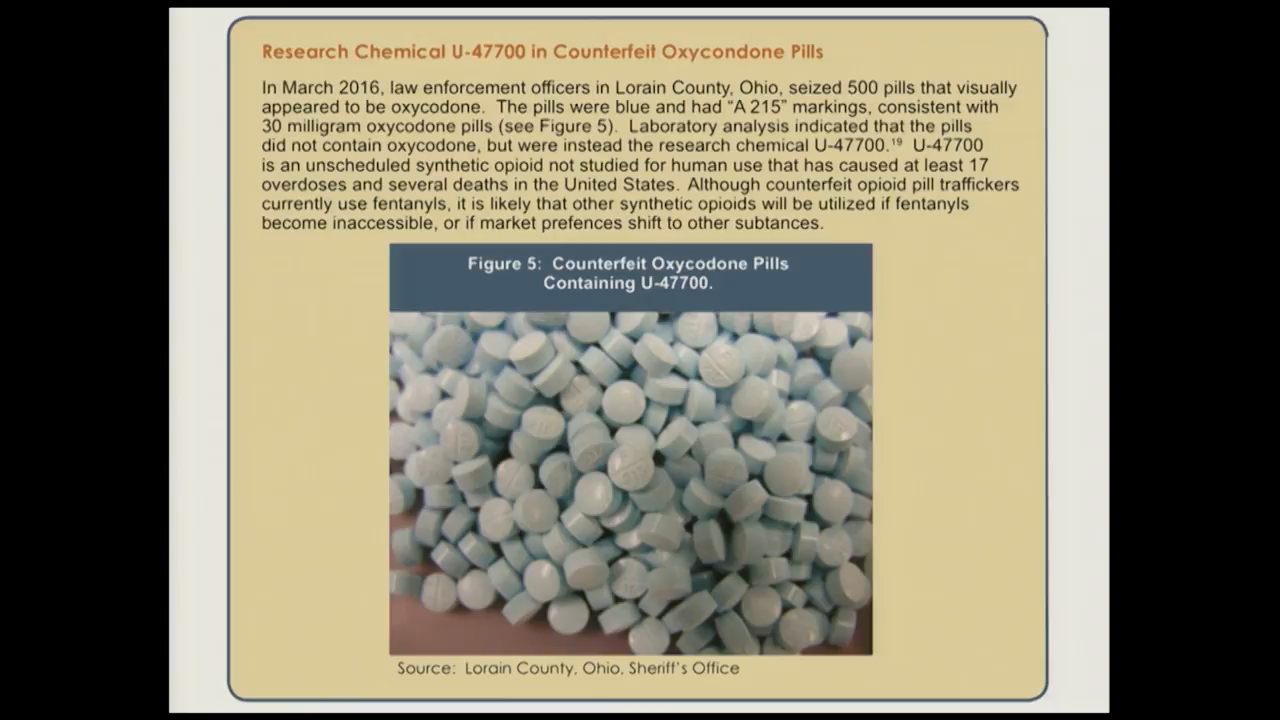 Research Chemical U-47700 in Counterfeit Oxycondone Pills
In March 2016, law enforcement officers in Lorain County, Ohio, seized 500 pills that visually
appeared to be oxycodone. The pills were blue and had “A 215” markings, consistent with
30 milligram oxycodone pills (see Figure 5). Laboratory analysis indicated that the pills
did not contain oxycodone, but were instead the research chemical U-47700.¹⁹ U-47700
is an unscheduled synthetic opioid not studied for human use that has caused at least 17
overdoses and several deaths in the United States. Although counterfeit opioid pill traffickers
currently use fentanyls, it is likely that other synthetic opioids will be utilized if fentanyls
become inaccessible, or if market prefences shift to other subtances.
Figure 5: Counterfeit Oxycodone Pills
Containing U-47700.
Source: Lorain County, Ohio, Sheriff’s Office